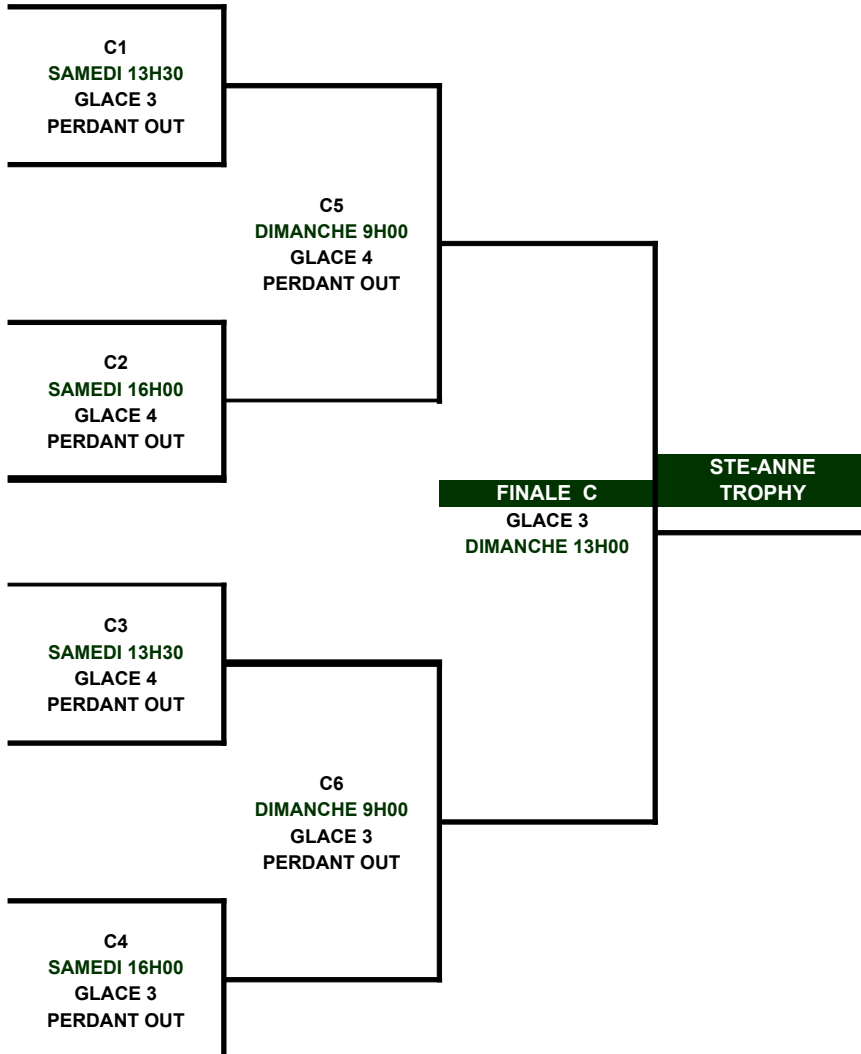 C1
SAMEDI 13H30
GLACE 3
PERDANT OUT
C5
DIMANCHE 9H00
GLACE 4
PERDANT OUT
C2
SAMEDI 16H00
GLACE 4
PERDANT OUT
STE-ANNE
TROPHY
FINALE C
GLACE 3
DIMANCHE 13H00
C3
SAMEDI 13H30
GLACE 4
PERDANT OUT
C6
DIMANCHE 9H00
GLACE 3
PERDANT OUT
C4
SAMEDI 16H00
GLACE 3
PERDANT OUT